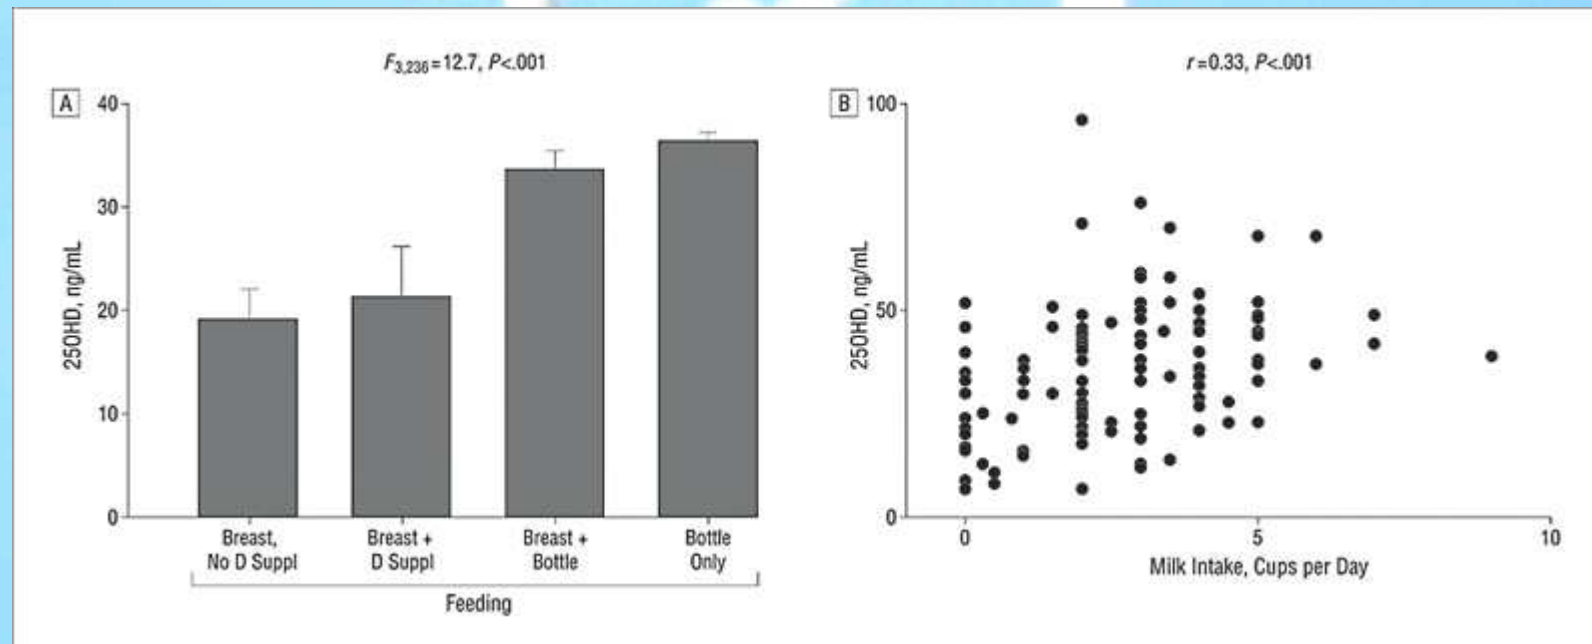 F3,236=12.7, P<.001
A
40
30
20
10
0
25OHD, ng/mL
Breast,
No D Suppl
Breast +
D Suppl
Breast +
Bottle
Bottle
Only
Feeding
r=0.33, P<.001
B
100
50
0
25OHD, ng/mL
0
5
10
Milk Intake, Cups per Day